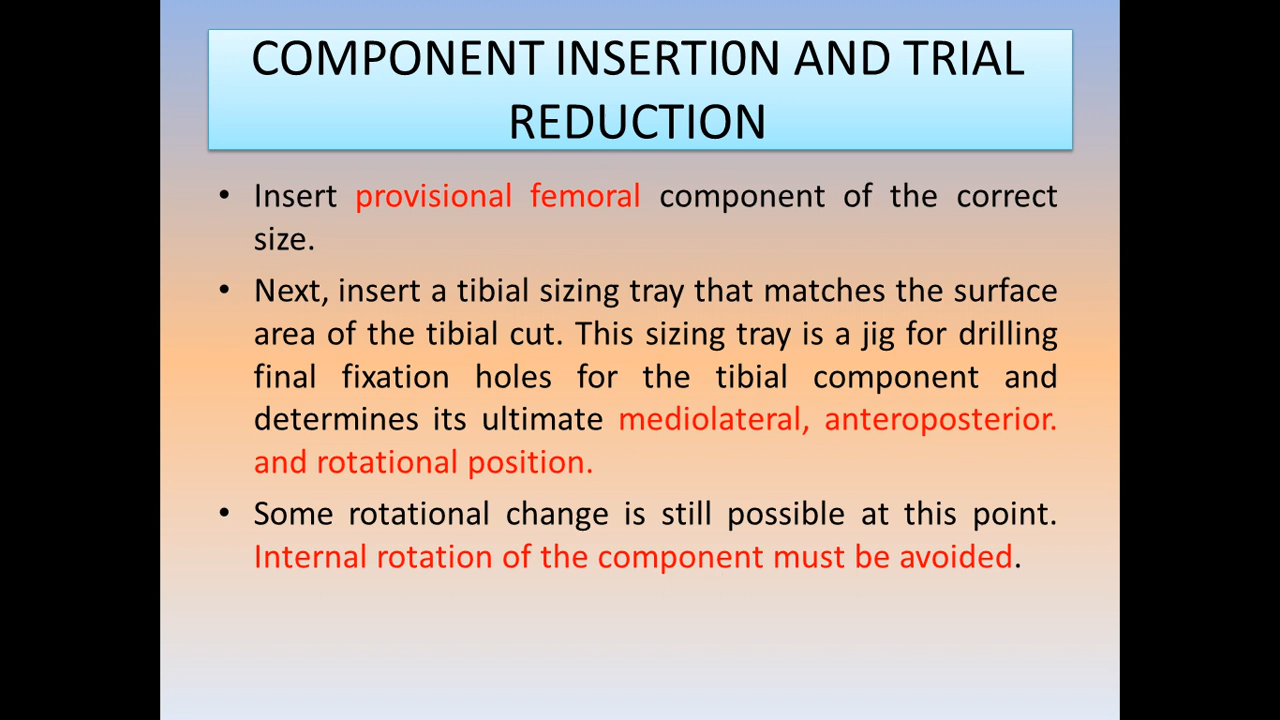 COMPONENT INSERTI0N AND TRIAL
REDUCTION
• Insert provisional femoral component of the correct
size.
• Next, insert a tibial sizing tray that matches the surface
area of the tibial cut. This sizing tray is a jig for drilling
final fixation holes for the tibial component and
determines its ultimate mediolateral, anteroposterior.
and rotational position.
• Some rotational change is still possible at this point.
Internal rotation of the component must be avoided.